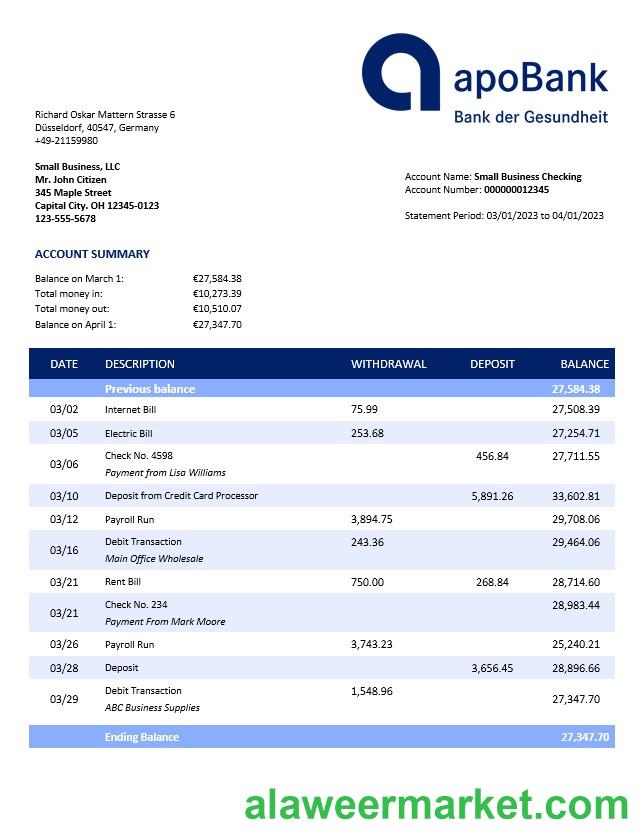 apoBank
Bank der Gesundheit
Richard Oskar Mattern Strasse 6
Düsseldorf, 40547, Germany
+49-21159980
Small Business, LLC
Mr. John Citizen
345 Maple Street
Capital City. OH 12345-0123
123-555-5678
Account Name: Small Business Checking
Account Number: 000000012345
Statement Period: 03/01/2023 to 04/01/2023
ACCOUNT SUMMARY
Balance on March 1: €27,584.38
Total money in: €10,273.39
Total money out: €10,510.07
Balance on April 1: €27,347.70
DATE DESCRIPTION WITHDRAWAL DEPOSIT BALANCE
Previous balance 27,584.38
03/02 Internet Bill 75.99 27,508.39
03/05 Electric Bill 253.68 27,254.71
03/06 Check No. 4598 456.84 27,711.55
Payment from Lisa Williams
03/10 Deposit from Credit Card Processor 5,891.26 33,602.81
03/12 Payroll Run 3,894.75 29,708.06
03/16 Debit Transaction 243.36 29,464.06
Main Office Wholesale
03/21 Rent Bill 750.00 268.84 28,714.60
03/21 Check No. 234 28,983.44
Payment From Mark Moore
03/26 Payroll Run 3,743.23 25,240.21
03/28 Deposit 3,656.45 28,896.66
03/29 Debit Transaction 1,548.96 27,347.70
ABC Business Supplies
Ending Balance 27,347.70
alaweermarket.com